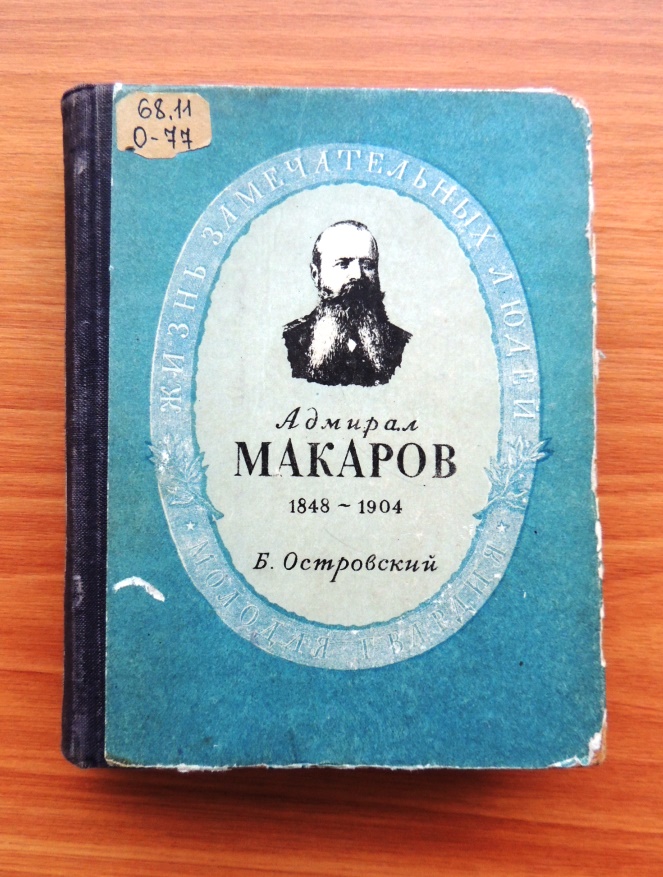 68.11
О-77
ЖИЗНЬ ЗАМЕЧАТЕЛЬНЫХ ЛЮДЕЙ
Адмирал
МАКАРОВ
1848 ~ 1904
Б. Островский
МОЛОДАЯ ГВАРДИЯ